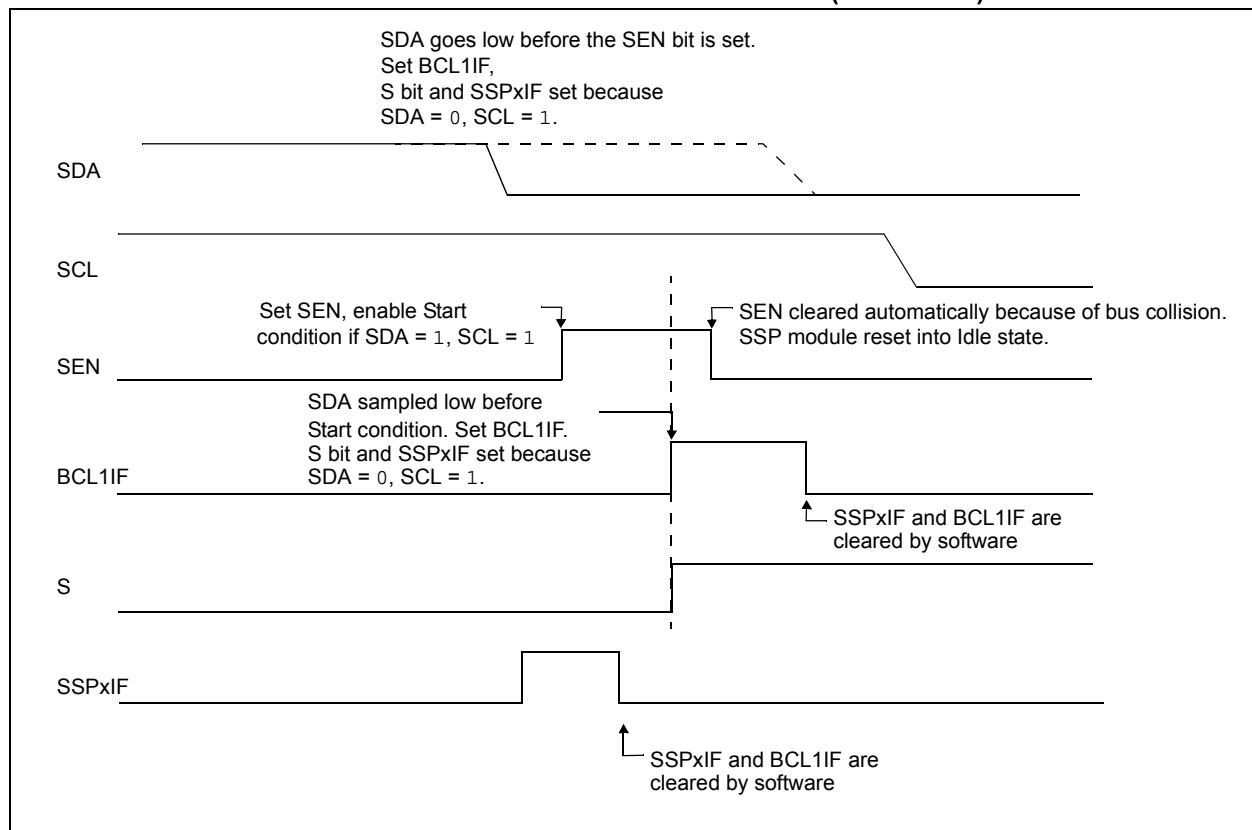 SDA goes low before the SEN bit is set.
Set BCL1IF,
S bit and SSPxIF set because
SDA = 0, SCL = 1.
SDA
SCL
Set SEN, enable Start
condition if SDA = 1, SCL = 1
SEN cleared automatically because of bus collision.
SSP module reset into Idle state.
SEN
SDA sampled low before
Start condition. Set BCL1IF.
S bit and SSPxIF set because
SDA = 0, SCL = 1.
BCL1IF
SSPxIF and BCL1IF are
cleared by software
S
SSPxIF
SSPxIF and BCL1IF are
cleared by software